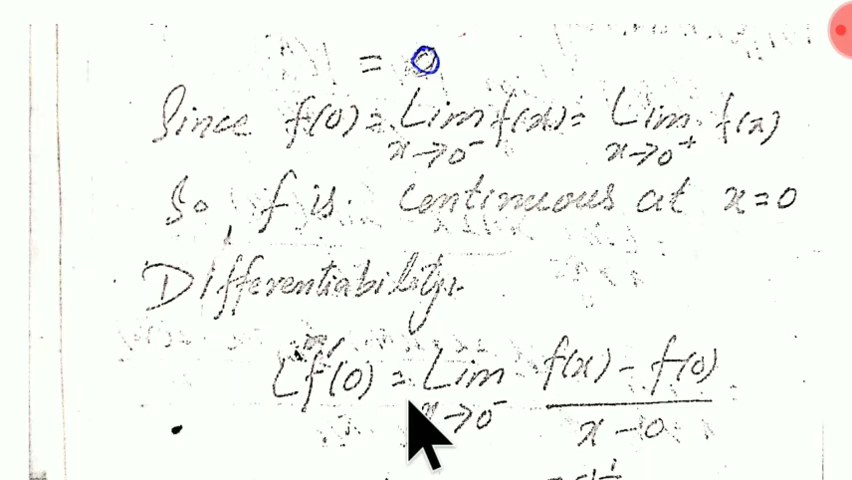 = 0
Since f(0) = Lim x→0⁻ f(x) = Lim x→0⁺ f(x)
So, f is continuous at x = 0
Differentiability:
Lf'(0) = Lim x→0⁻ f(x) - f(0) / x - 0